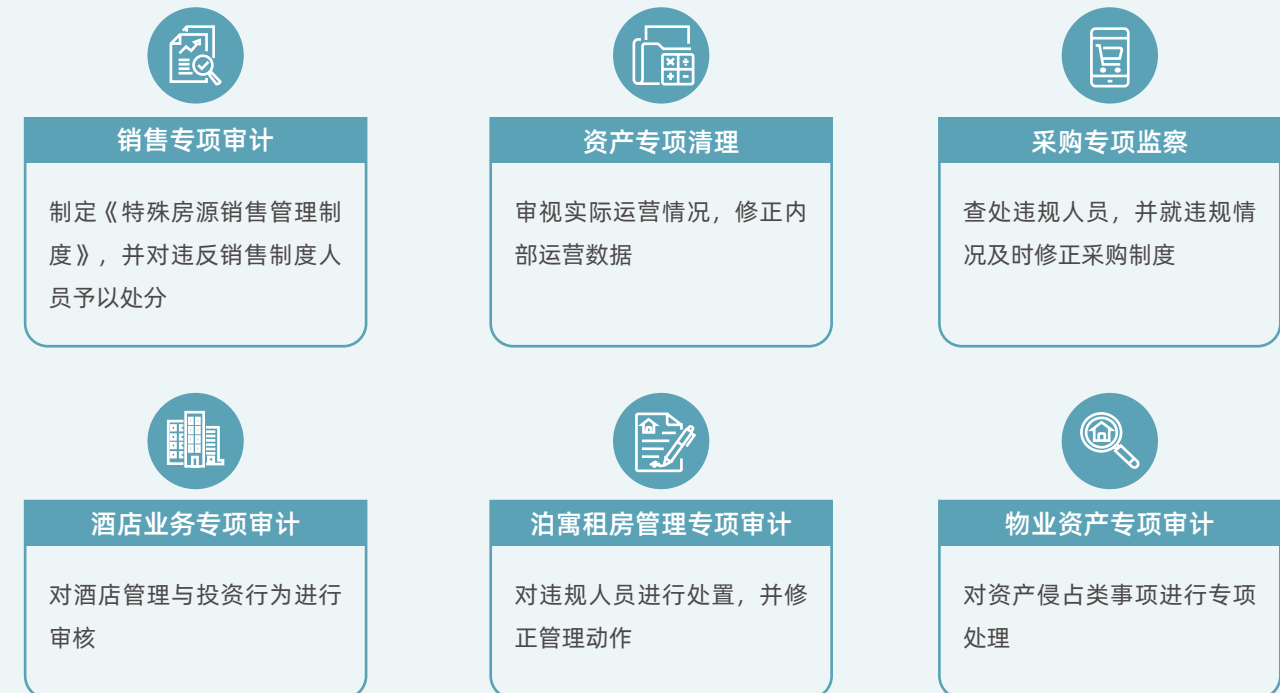 销售专项审计
制定《特殊房源销售管理制
度》，并对违反销售制度人
员予以处分
资产专项清理
审视实际运营情况，修正内
部运营数据
采购专项监察
查处违规人员，并就违规情
况及时修正采购制度
酒店业务专项审计
对酒店管理与投资行为进行
审核
泊寓租房管理专项审计
对违规人员进行处置，并修
正管理动作
物业资产专项审计
对资产侵占类事项进行专项
处理